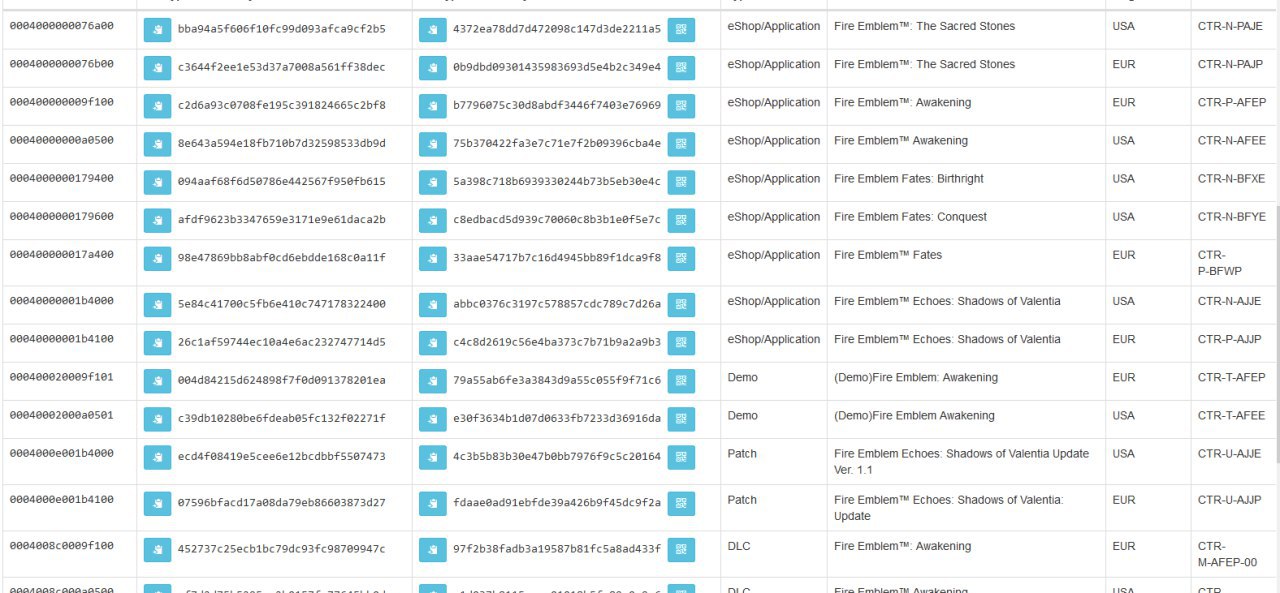 0004000000076a00 bba94a5f606f10fc99d093afca9cf2b5 4372ea78dd7d472098c147d3de2211a5 eShop/Application Fire Emblem™: The Sacred Stones USA CTR-N-PAJE
0004000000076b00 c3644f2ee1e53d37a7008a561ff38dec 0b9dbd09301435983693d5e4b2c349e4 eShop/Application Fire Emblem™: The Sacred Stones EUR CTR-N-PAJP
000400000009f100 c2d6a93c0708fe195c391824665c2bf8 b7796075c30d8abdf3446f7403e76969 eShop/Application Fire Emblem™: Awakening EUR CTR-P-AFEP
00040000000a0500 8e643a594e18fb710b7d32598533db9d 75b370422fa3e7c71e7f2b09396cba4e eShop/Application Fire Emblem™ Awakening USA CTR-N-AFEE
0004000000179400 094aaf68f6d50786e442567f950fb615 5a398c718b6939330244b73b5eb30e4c eShop/Application Fire Emblem Fates: Birthright USA CTR-N-BFXE
0004000000179600 afdf9623b3347659e3171e9e61daca2b c8edbacd5d939c70060c8b3b1e0f5e7c eShop/Application Fire Emblem Fates: Conquest USA CTR-N-BFYE
000400000017a400 98e47869bb8abf0cd6ebdde168c0a11f 33aae54717b7c16d4945bb89f1dca9f8 eShop/Application Fire Emblem™ Fates EUR CTR-
P-BFWP
00040000001b4000 5e84c41700c5fb6e410c747178322400 abbc0376c3197c578857cdc789c7d26a eShop/Application Fire Emblem™ Echoes: Shadows of Valentia USA CTR-N-AJJE
00040000001b4100 26c1af59744ec10a4e6ac232747714d5 c4c8d2619c56e4ba373c7b71b9a2a9b3 eShop/Application Fire Emblem™ Echoes: Shadows of Valentia EUR CTR-P-AJJP
000400020009f101 004d84215d624898f7f0d091378201ea 79a55ab6fe3a3843d9a55c055f9f71c6 Demo (Demo)Fire Emblem: Awakening EUR CTR-T-AFEP
00040002000a0501 c39db10280be6fdeab05fc132f02271f e30f3634b1d07d0633fb7233d36916da Demo (Demo)Fire Emblem Awakening USA CTR-T-AFEE
0004000e001b4000 ecd4f08419e5cee6e12bcdbbf5507473 4c3b5b83b30e47b0bb7976f9c5c20164 Patch Fire Emblem Echoes: Shadows of Valentia Update USA CTR-U-AJJE
Ver. 1.1
0004000e001b4100 07596bfacd17a08da79eb86603873d27 fdaae0ad91ebfde39a426b9f45dc9f2a Patch Fire Emblem™ Echoes: Shadows of Valentia: EUR CTR-U-AJJP
Update
0004008c0009f100 452737c25ecb1bc79dc93fc98709947c 97f2b38fadb3a19587b81fc5a8ad433f DLC Fire Emblem™: Awakening EUR CTR-
M-AFEP-00
0004008c000a0500 DLC Fire Emblem™ Awakening USA CTR-